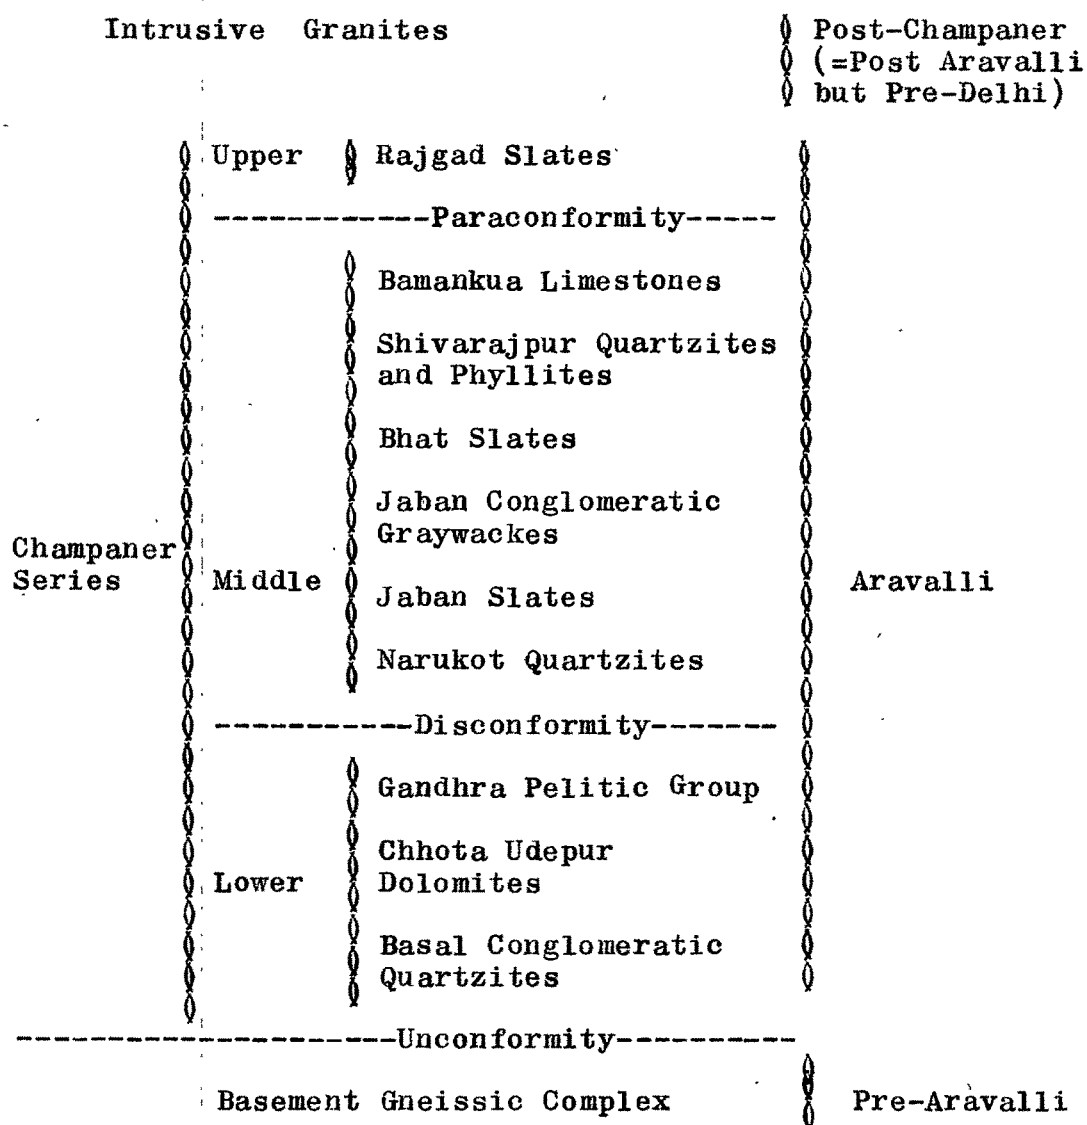 Intrusive Granites Post-Champaner
(=Post Aravalli
but Pre-Delhi)
Upper Rajgad Slates
------------Paraconformity-----
Bamankua Limestones
Shivarajpur Quartzites
and Phyllites
Bhat Slates
Jaban Conglomeratic
Graywackes
Champaner
Series Middle Jaban Slates Aravalli
Narukot Quartzites
-----------Disconformity-------
Gandhra Pelitic Group
Chhota Udepur
Lower Dolomites
Basal Conglomeratic
Quartzites
---------------------Unconformity----------
Basement Gneissic Complex Pre-Aravalli